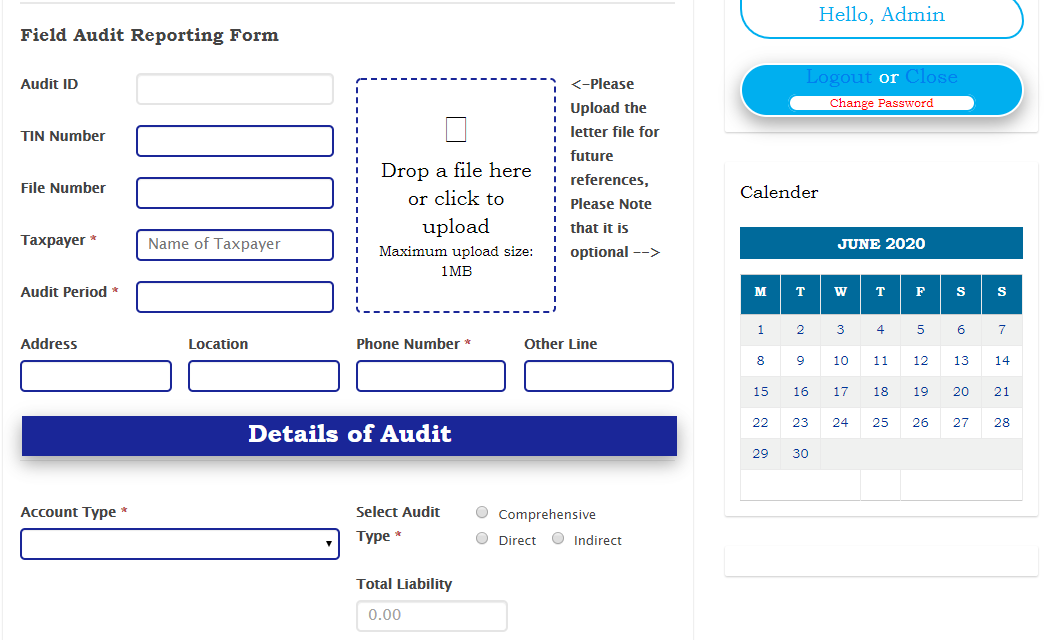 Field Audit Reporting Form
Audit ID
TIN Number
File Number
Taxpayer *
Name of Taxpayer
Audit Period *
Drop a file here
or click to
upload
Maximum upload size:
1MB
<–Please
Upload the
letter file for
future
references,
Please Note
that it is
optional -->
Address Location Phone Number * Other Line
Details of Audit
Account Type *
Select Audit
Type *
Comprehensive
Direct Indirect
Total Liability
0.00
Hello, Admin
Logout or Close
Change Password
Calender
JUNE 2020
M T W T F S S
1 2 3 4 5 6 7
8 9 10 11 12 13 14
15 16 17 18 19 20 21
22 23 24 25 26 27 28
29 30